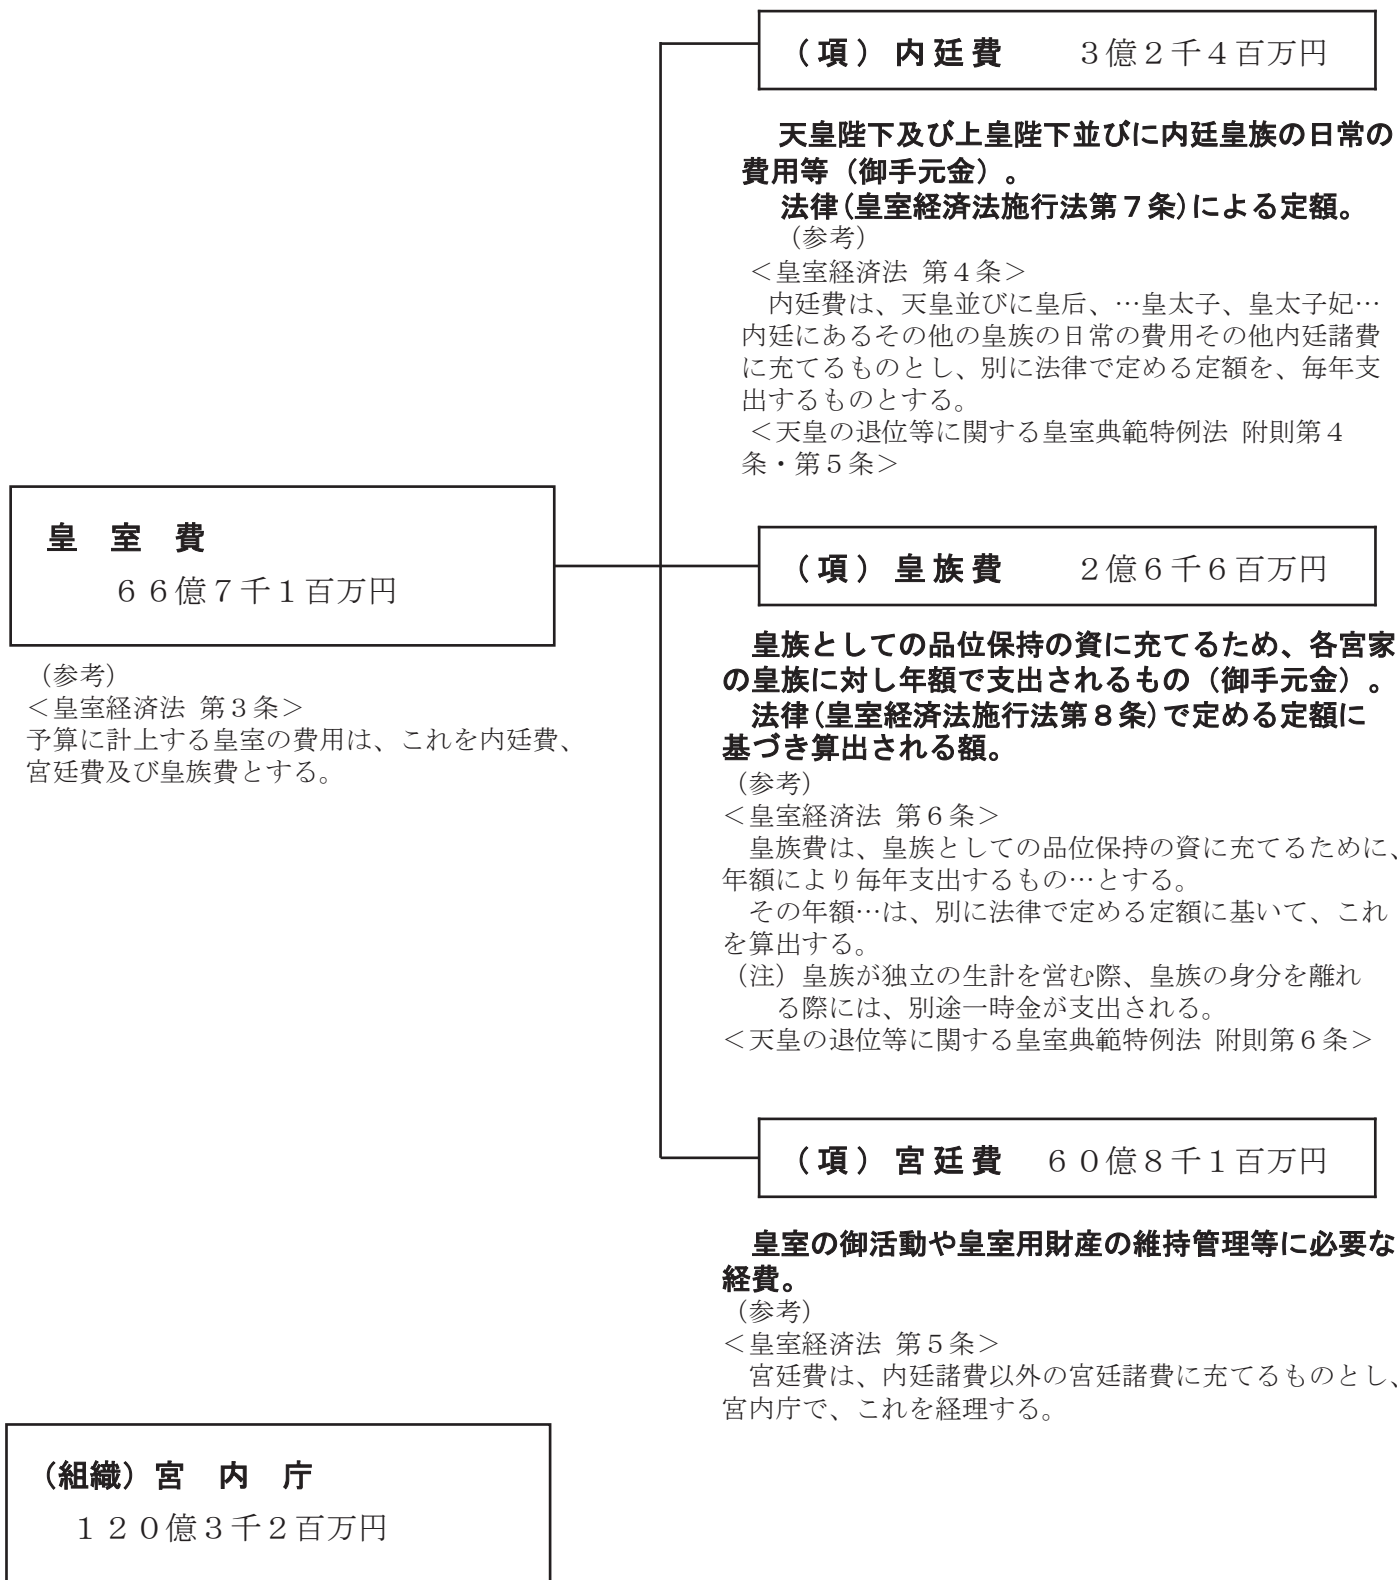 （項）内廷費　３億２千４百万円
天皇陛下及び上皇陛下並びに内廷皇族の日常の
費用等（御手元金）。
法律(皇室経済法施行法第７条)による定額。
（参考）
＜皇室経済法 第４条＞
内廷費は、天皇並びに皇后、…皇太子、皇太子妃…
内廷にあるその他の皇族の日常の費用その他内廷諸費
に充てるものとし、別に法律で定める定額を、毎年支
出するものとする。
＜天皇の退位等に関する皇室典範特例法 附則第４
条・第５条＞
皇　室　費
６６億７千１百万円
（参考）
＜皇室経済法 第３条＞
予算に計上する皇室の費用は、これを内廷費、
宮廷費及び皇族費とする。
（項）皇族費　２億６千６百万円
皇族としての品位保持の資に充てるため、各宮家
の皇族に対し年額で支出されるもの（御手元金）。
法律(皇室経済法施行法第８条)で定める定額に
基づき算出される額。
（参考）
＜皇室経済法 第６条＞
皇族費は、皇族としての品位保持の資に充てるために、
年額により毎年支出するもの…とする。
その年額…は、別に法律で定める定額に基いて、これ
を算出する。
（注）皇族が独立の生計を営む際、皇族の身分を離れ
る際には、別途一時金が支出される。
＜天皇の退位等に関する皇室典範特例法 附則第６条＞
（項）宮廷費　６０億８千１百万円
皇室の御活動や皇室用財産の維持管理等に必要な
経費。
（参考）
＜皇室経済法 第５条＞
宮廷費は、内廷諸費以外の宮廷諸費に充てるものとし、
宮内庁で、これを経理する。
（組織）宮　内　庁
１２０億３千２百万円